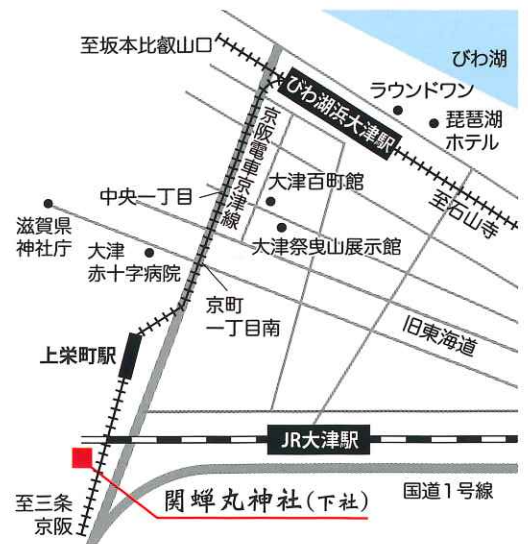 至坂本比叡山口
びわ湖
ラウンドワン
びわ湖浜大津駅
琵琶湖
ホテル
京阪電車京津線
大津百町館
中央一丁目
至石山寺
滋賀県
神社庁
大津
赤十字病院
大津祭曳山展示館
京町
一丁目南
旧東海道
上栄町駅
JR大津駅
至三条
京阪
関蝉丸神社(下社)
国道1号線